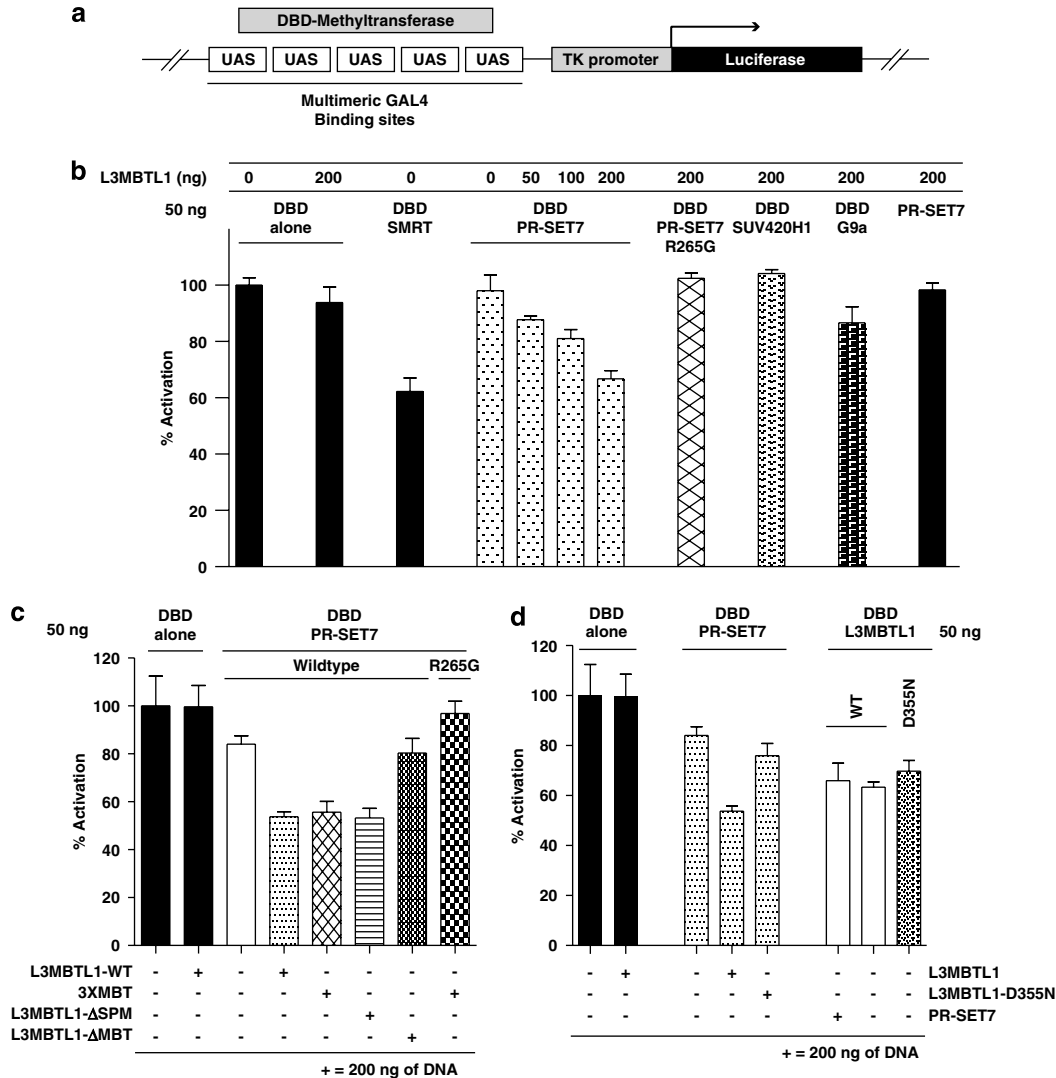 a
DBD-Methyltransferase
UAS UAS UAS UAS UAS TK promoter Luciferase
Multimeric GAL4
Binding sites
b
L3MBTL1 (ng) 0 200 0 0 50 100 200 200 200 200 200
50 ng DBD alone DBD SMRT DBD PR-SET7 DBD PR-SET7 R265G DBD SUV420H1 DBD G9a PR-SET7
% Activation
100
80
60
40
20
0
c
50 ng
DBD alone
DBD PR-SET7
Wildtype R265G
% Activation
120
100
80
60
40
20
0
L3MBTL1-WT - + - + - - - -
3XMBT - - - - + - - +
L3MBTL1-ΔSPM - - - - - + - -
L3MBTL1-ΔMBT - - - - - - + -
+ = 200 ng of DNA
d
DBD alone
DBD PR-SET7
DBD L3MBTL1
50 ng
WT D355N
% Activation
120
100
80
60
40
20
0
- + - + - - - - L3MBTL1
- - - - + - - - L3MBTL1-D355N
- - - - - + - - PR-SET7
+ = 200 ng of DNA